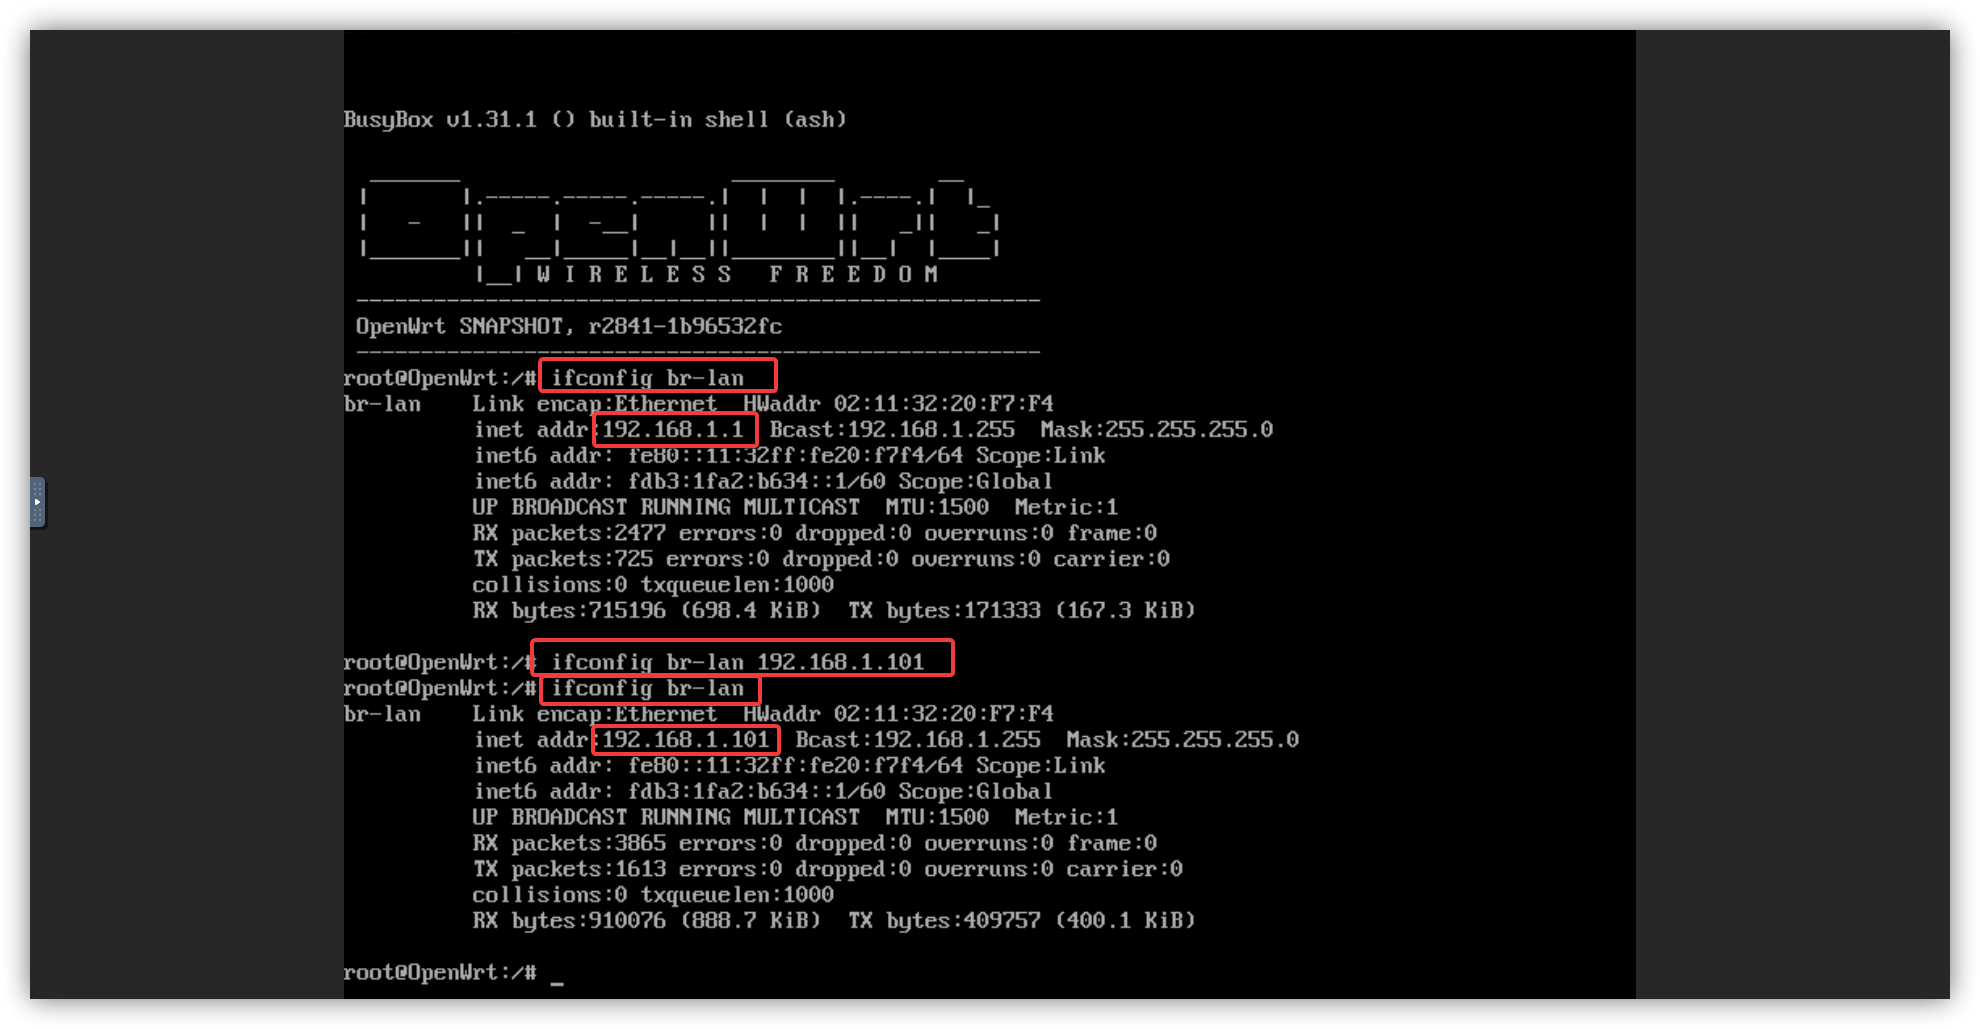 BusyBox v1.31.1 () built-in shell (ash)
OpenWrt
W I R E L E S S   F R E E D O M
OpenWrt SNAPSHOT, r2841-1b96532fc
root@OpenWrt:/# ifconfig br-lan
br-lan    Link encap:Ethernet  HWaddr 02:11:32:20:F7:F4
inet addr:192.168.1.1  Bcast:192.168.1.255  Mask:255.255.255.0
inet6 addr: fe80::11:32ff:fe20:f7f4/64 Scope:Link
inet6 addr: fdb3:1fa2:b634::1/60 Scope:Global
UP BROADCAST RUNNING MULTICAST  MTU:1500  Metric:1
RX packets:2477 errors:0 dropped:0 overruns:0 frame:0
TX packets:725 errors:0 dropped:0 overruns:0 carrier:0
collisions:0 txqueuelen:1000
RX bytes:715196 (698.4 KiB)  TX bytes:171333 (167.3 KiB)
root@OpenWrt:/# ifconfig br-lan 192.168.1.101
root@OpenWrt:/# ifconfig br-lan
br-lan    Link encap:Ethernet  HWaddr 02:11:32:20:F7:F4
inet addr:192.168.1.101  Bcast:192.168.1.255  Mask:255.255.255.0
inet6 addr: fe80::11:32ff:fe20:f7f4/64 Scope:Link
inet6 addr: fdb3:1fa2:b634::1/60 Scope:Global
UP BROADCAST RUNNING MULTICAST  MTU:1500  Metric:1
RX packets:3865 errors:0 dropped:0 overruns:0 frame:0
TX packets:1613 errors:0 dropped:0 overruns:0 carrier:0
collisions:0 txqueuelen:1000
RX bytes:910076 (888.7 KiB)  TX bytes:409757 (400.1 KiB)
root@OpenWrt:/# _